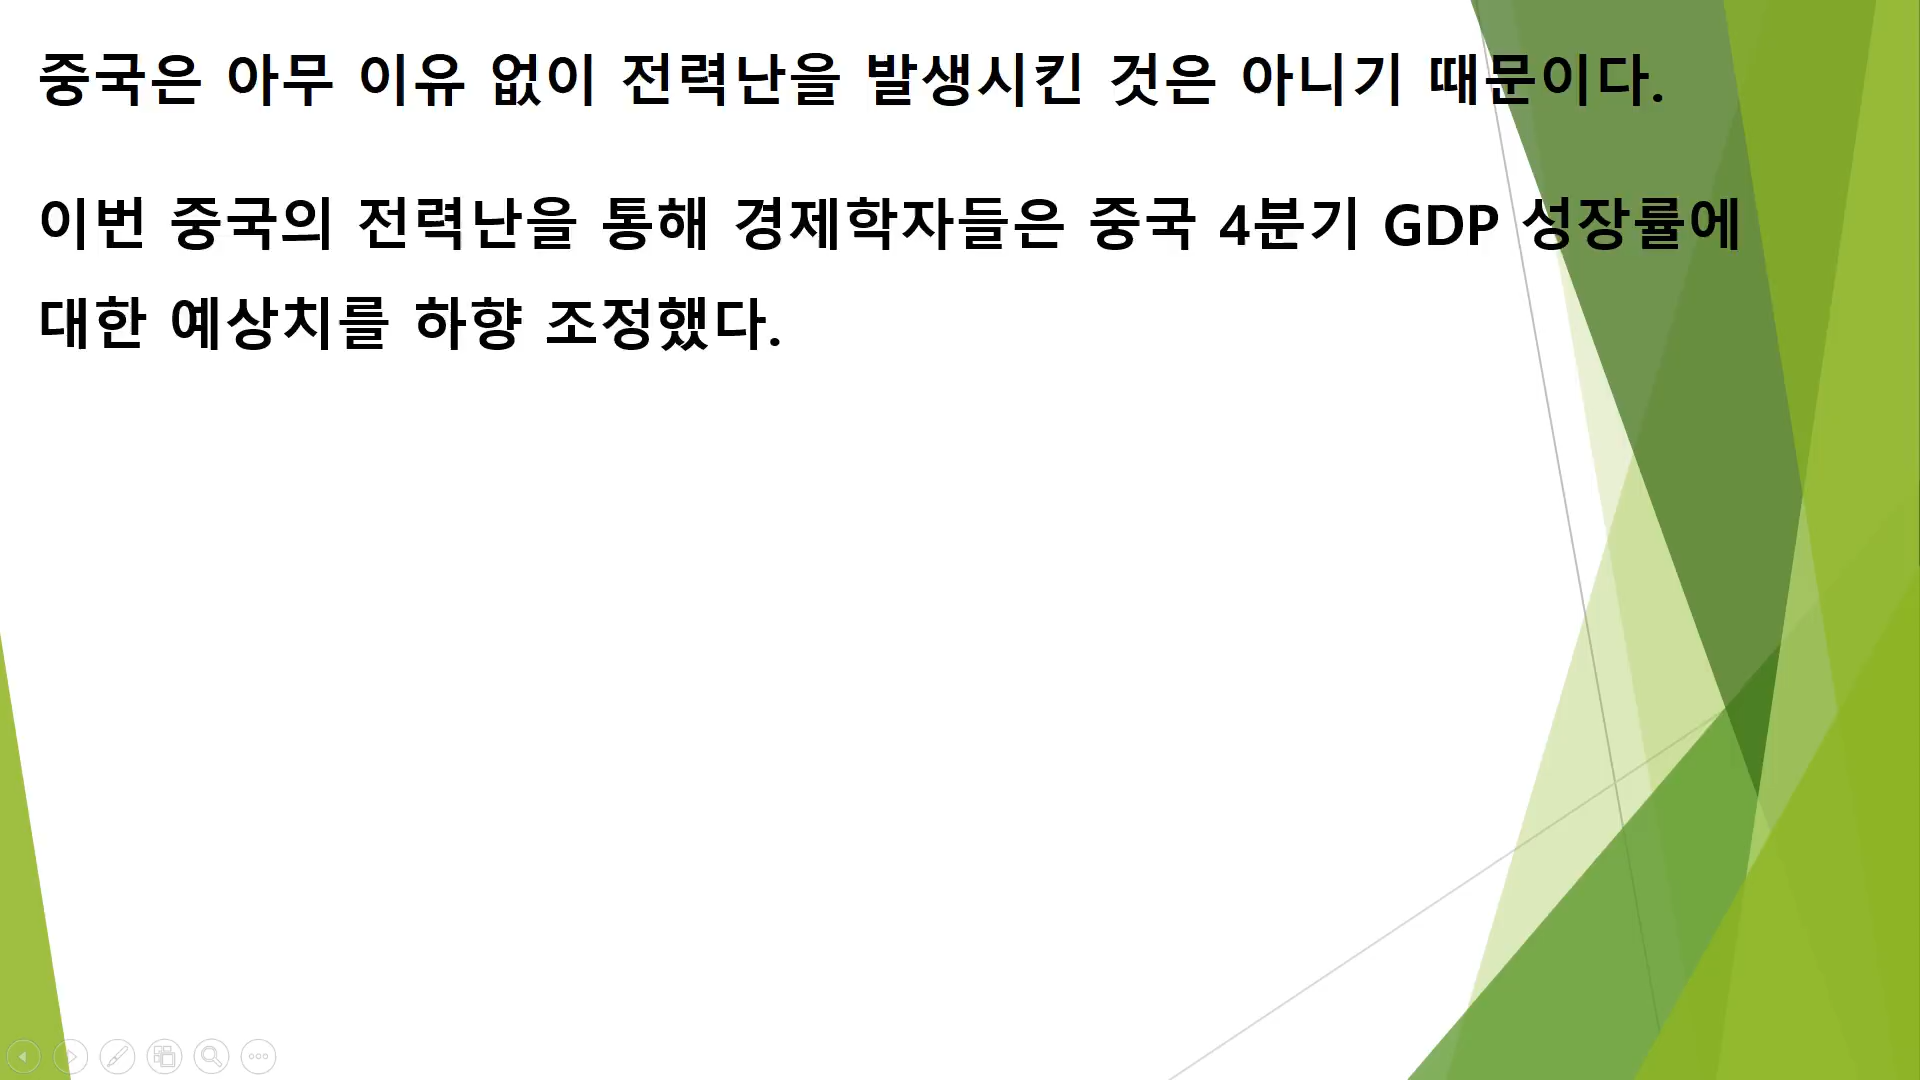 중국은 아무 이유 없이 전력난을 발생시킨 것은 아니기 때문이다.
이번 중국의 전력난을 통해 경제학자들은 중국 4분기 GDP 성장률에
대한 예상치를 하향 조정했다.